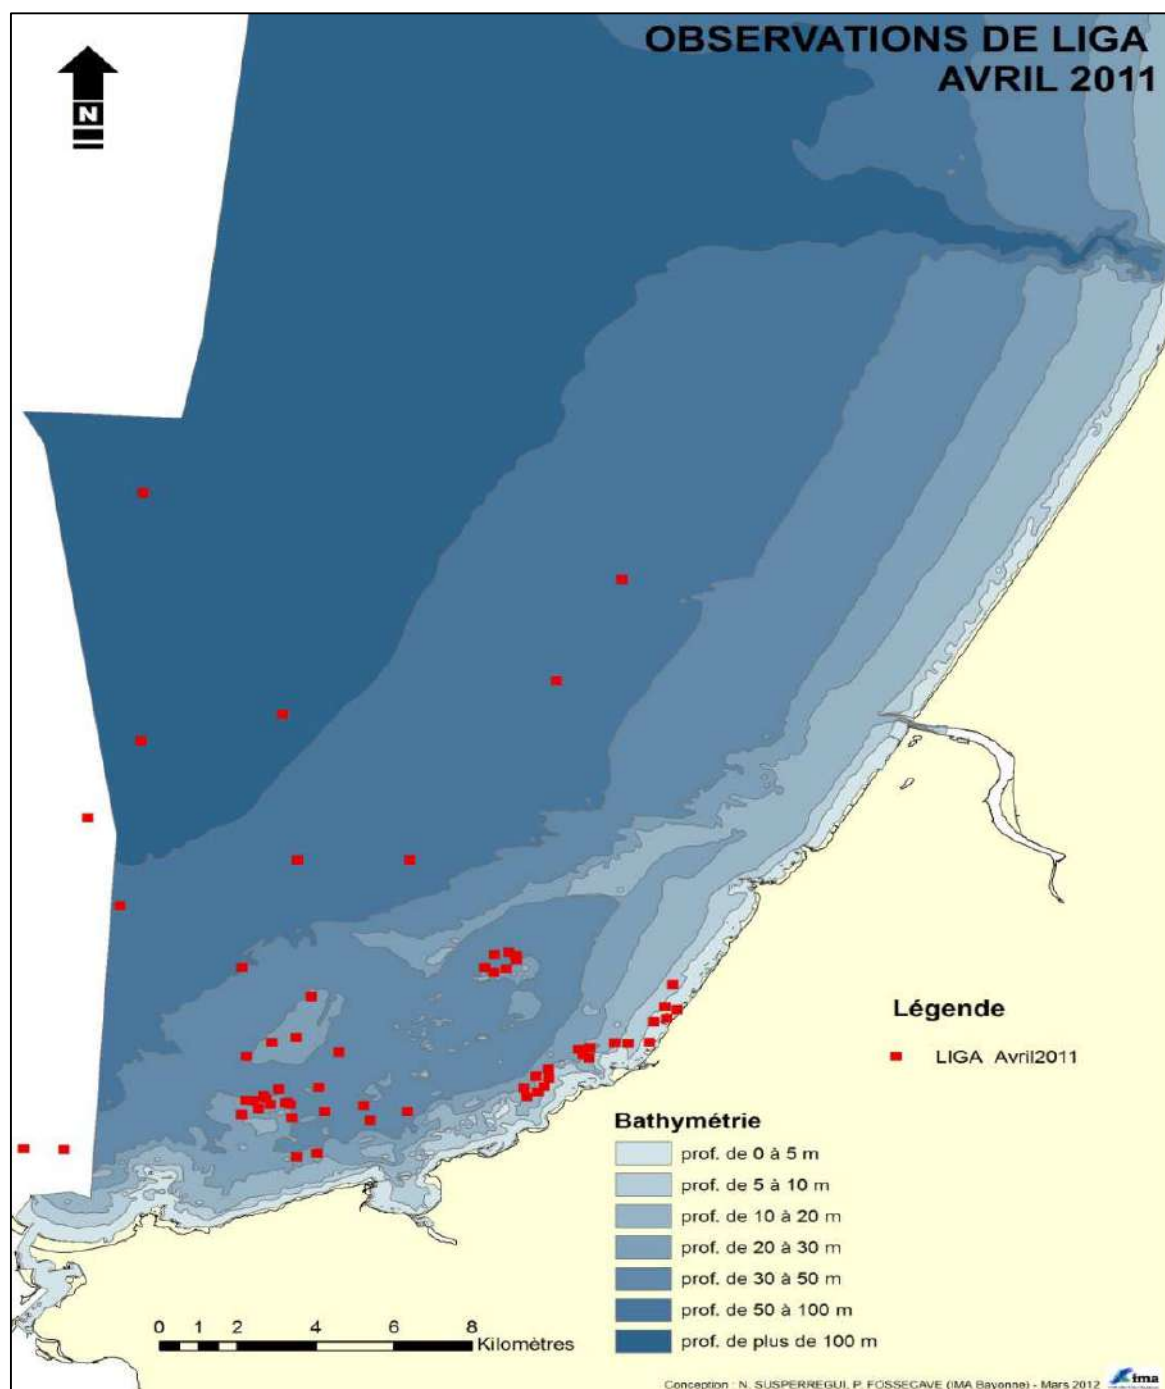 OBSERVATIONS DE LIGA
AVRIL 2011
N
Légende
LIGA Avril2011
Bathymétrie
prof. de 0 à 5 m
prof. de 5 à 10 m
prof. de 10 à 20 m
prof. de 20 à 30 m
prof. de 30 à 50 m
prof. de 50 à 100 m
prof. de plus de 100 m
0 1 2 4 6 8
Kilomètres
Conception : N. SUSPERREGUI, P. FOSSECAVE (IMA Bayonne) - Mars 2012
ima